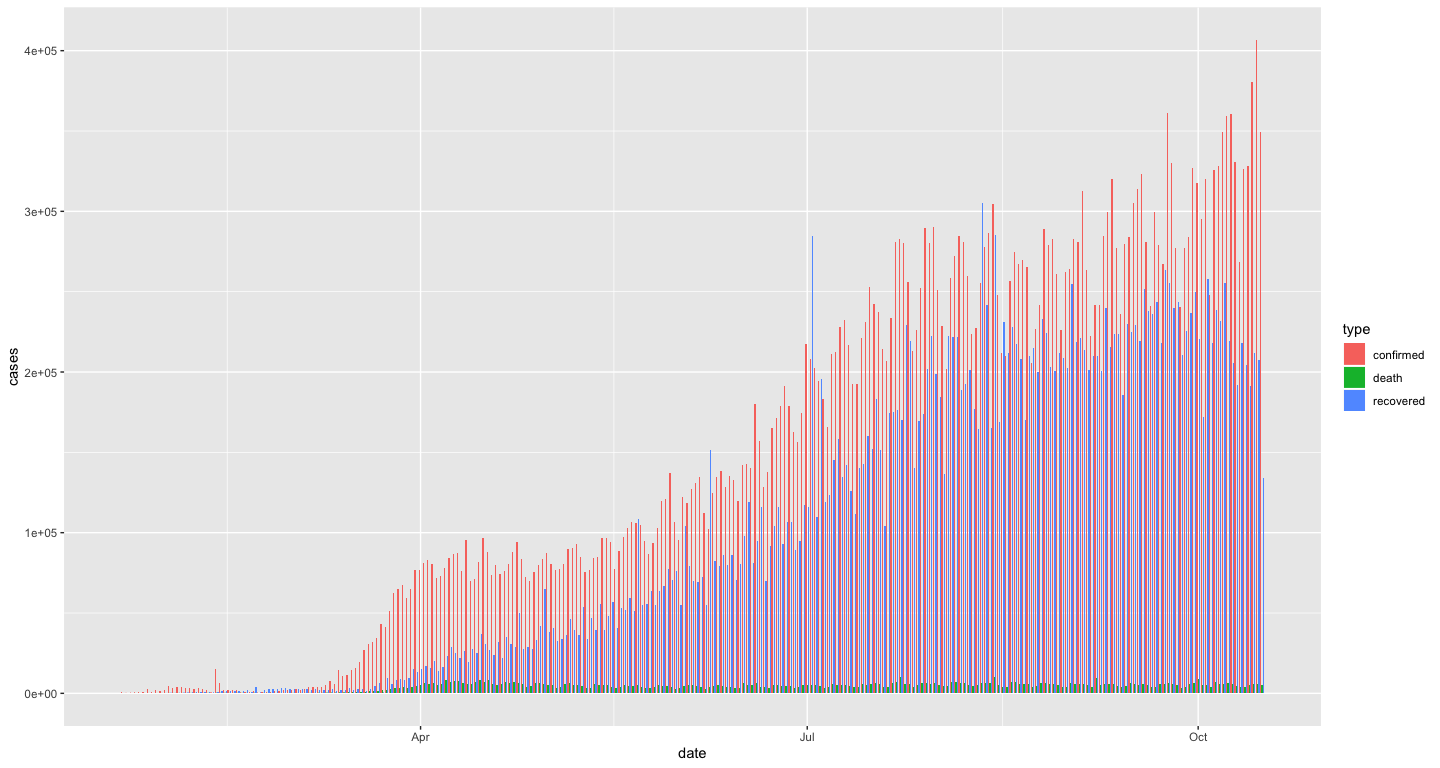 4e+05
3e+05
2e+05
1e+05
0e+00
cases
Apr
Jul
Oct
date
type
confirmed
death
recovered